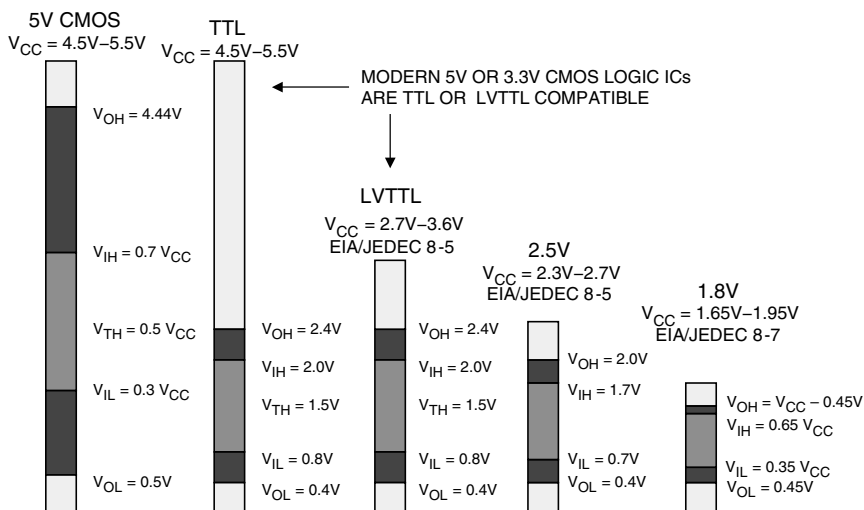 5V CMOS
V_CC = 4.5V–5.5V
V_OH = 4.44V
V_IH = 0.7 V_CC
V_TH = 0.5 V_CC
V_IL = 0.3 V_CC
V_OL = 0.5V
TTL
V_CC = 4.5V–5.5V
V_OH = 2.4V
V_IH = 2.0V
V_TH = 1.5V
V_IL = 0.8V
V_OL = 0.4V
MODERN 5V OR 3.3V CMOS LOGIC ICs
ARE TTL OR LVTTL COMPATIBLE
LVTTL
V_CC = 2.7V–3.6V
EIA/JEDEC 8-5
V_OH = 2.4V
V_IH = 2.0V
V_TH = 1.5V
V_IL = 0.8V
V_OL = 0.4V
2.5V
V_CC = 2.3V–2.7V
EIA/JEDEC 8-5
V_OH = 2.0V
V_IH = 1.7V
V_IL = 0.7V
V_OL = 0.4V
1.8V
V_CC = 1.65V–1.95V
EIA/JEDEC 8-7
V_OH = V_CC – 0.45V
V_IH = 0.65 V_CC
V_IL = 0.35 V_CC
V_OL = 0.45V